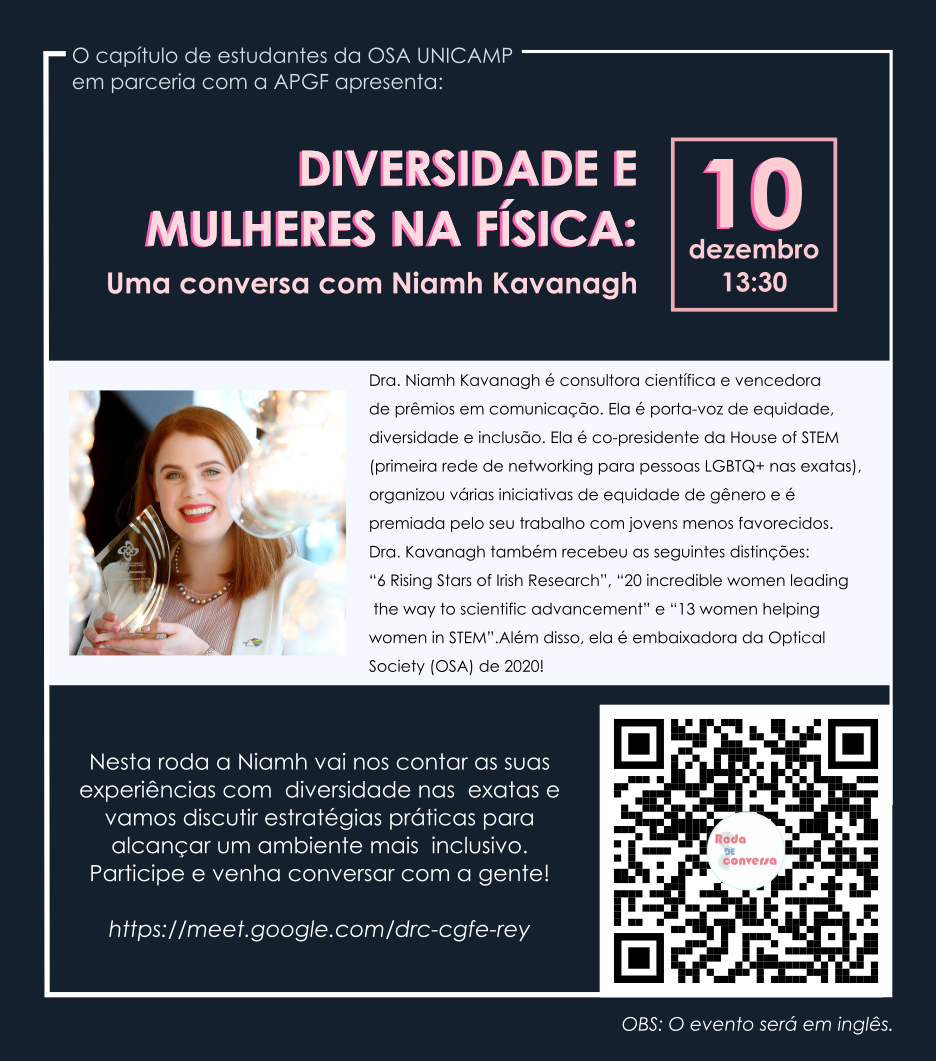 O capítulo de estudantes da OSA UNICAMP
em parceria com a APGF apresenta:
DIVERSIDADE E
MULHERES NA FÍSICA:
Uma conversa com Niamh Kavanagh
10
dezembro
13:30
Dra. Niamh Kavanagh é consultora científica e vencedora
de prêmios em comunicação. Ela é porta-voz de equidade,
diversidade e inclusão. Ela é co-presidente da House of STEM
(primeira rede de networking para pessoas LGBTQ+ nas exatas),
organizou várias iniciativas de equidade de gênero e é
premiada pelo seu trabalho com jovens menos favorecidos.
Dra. Kavanagh também recebeu as seguintes distinções:
“6 Rising Stars of Irish Research”, “20 incredible women leading
the way to scientific advancement” e “13 women helping
women in STEM”.Além disso, ela é embaixadora da Optical
Society (OSA) de 2020!
Nesta roda a Niamh vai nos contar as suas
experiências com diversidade nas exatas e
vamos discutir estratégias práticas para
alcançar um ambiente mais inclusivo.
Participe e venha conversar com a gente!
https://meet.google.com/drc-cgfe-rey
Roda
DE
conversa
OBS: O evento será em inglês.